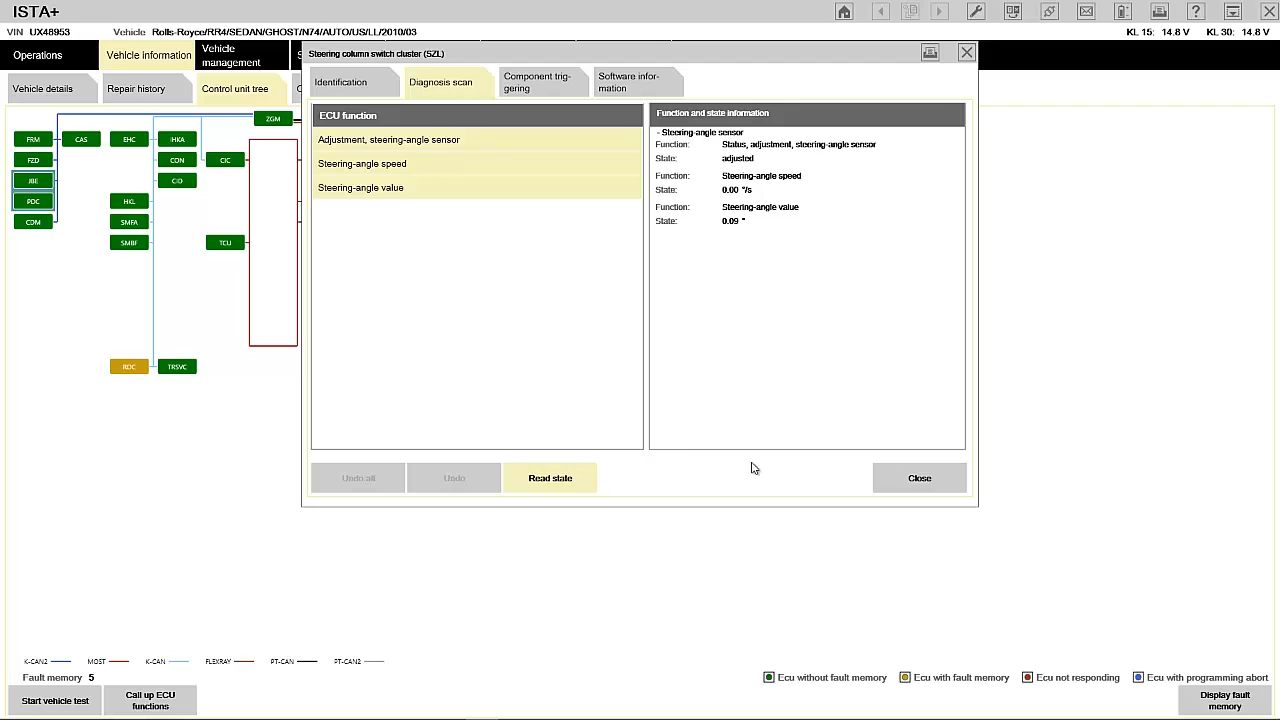 ISTA+
VIN UX48953 Vehicle Rolls-Royce/RR4/SEDAN/GHOST/N74/AUTO/US/LL/2010/03 KL 15: 14.8 V KL 30: 14.8 V
Operations
Vehicle information
Vehicle management
S
Vehicle details
Repair history
Control unit tree
C
Steering column switch cluster (SZL)
Identification
Diagnosis scan
Component trig-
gering
Software infor-
mation
ECU function
Adjustment, steering-angle sensor
Steering-angle speed
Steering-angle value
Function and state information
- Steering-angle sensor
Function: Status, adjustment, steering-angle sensor
State: adjusted
Function: Steering-angle speed
State: 0.00 °/s
Function: Steering-angle value
State: 0.09 °
Undo all
Undo
Read state
Close
ZGM
FRM CAS EHC IHKA
FZD CON CIC
JBE CID
PDC HKL
CDM SMFA
SMBF TCU
RDC TRSVC
K-CAN2 MOST K-CAN FLEXRAY PT-CAN PT-CAN2
Fault memory 5
Ecu without fault memory Ecu with fault memory Ecu not responding Ecu with programming abort
Start vehicle test
Call up ECU
functions
Display fault
memory